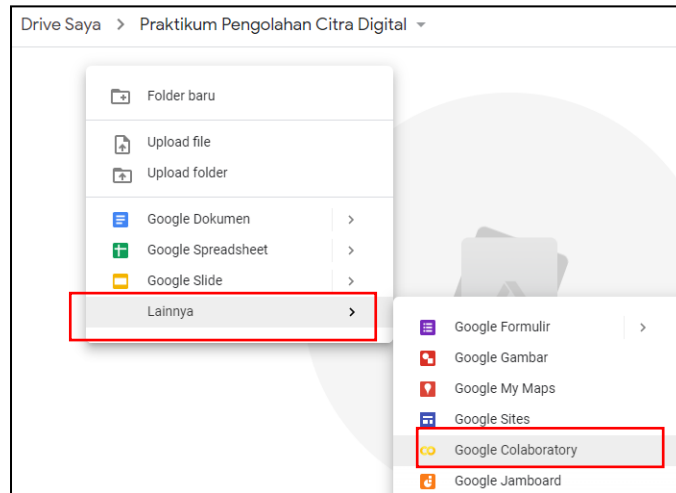 Drive Saya > Praktikum Pengolahan Citra Digital
Folder baru
Upload file
Upload folder
Google Dokumen
Google Spreadsheet
Google Slide
Lainnya
Google Formulir
Google Gambar
Google My Maps
Google Sites
Google Colaboratory
Google Jamboard